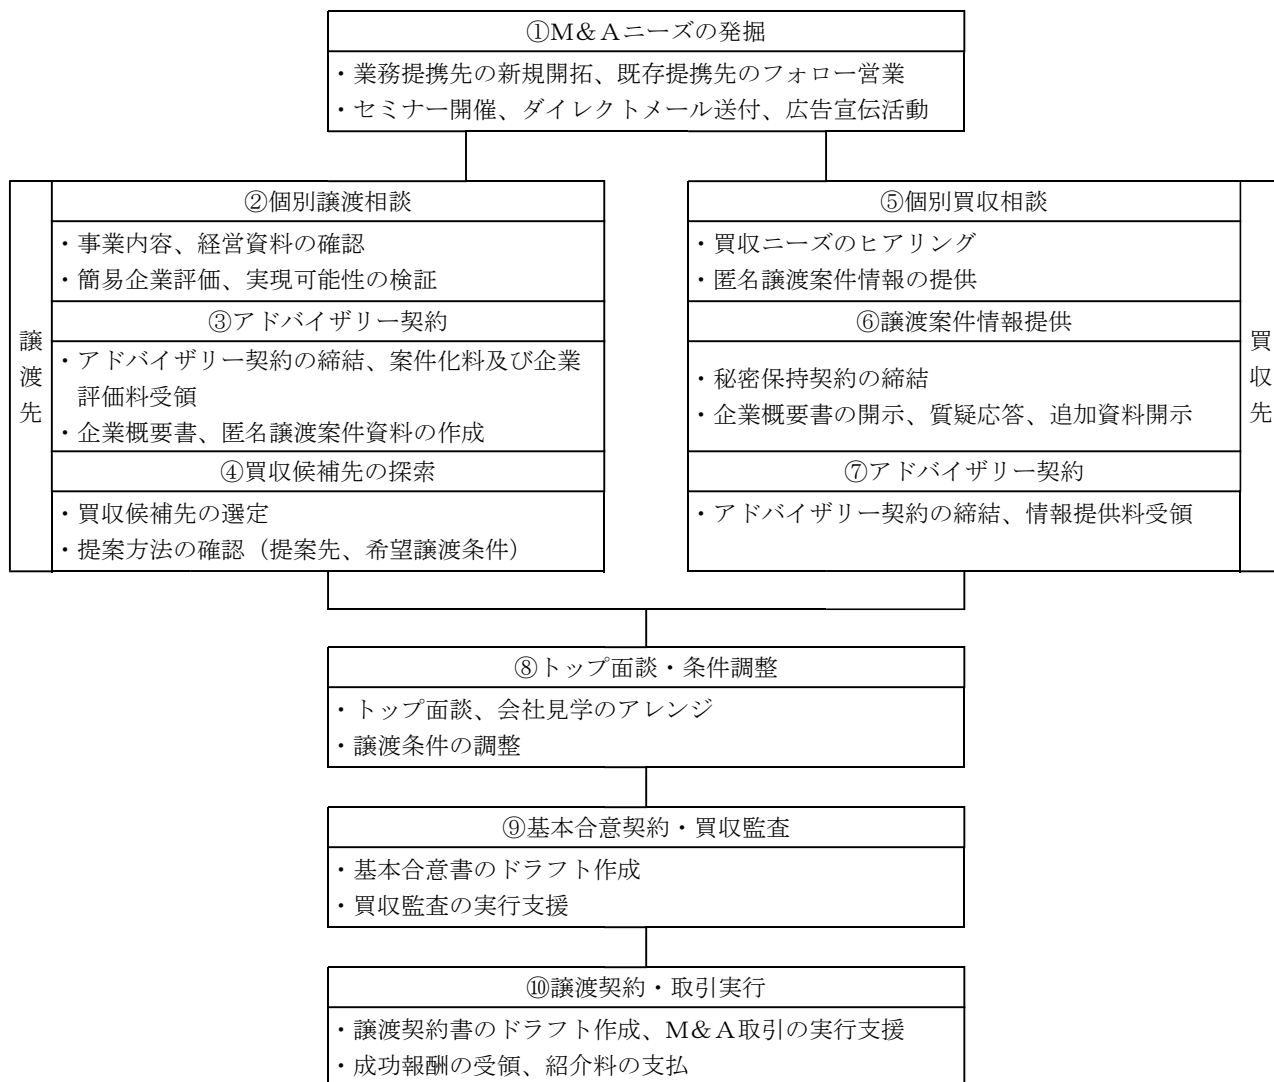 ①M&Aニーズの発掘
・業務提携先の新規開拓、既存提携先のフォロー営業
・セミナー開催、ダイレクトメール送付、広告宣伝活動
譲渡先
②個別譲渡相談
・事業内容、経営資料の確認
・簡易企業評価、実現可能性の検証
③アドバイザリー契約
・アドバイザリー契約の締結、案件化料及び企業
評価料受領
・企業概要書、匿名譲渡案件資料の作成
④買収候補先の探索
・買収候補先の選定
・提案方法の確認（提案先、希望譲渡条件）
買収先
⑤個別買収相談
・買収ニーズのヒアリング
・匿名譲渡案件情報の提供
⑥譲渡案件情報提供
・秘密保持契約の締結
・企業概要書の開示、質疑応答、追加資料開示
⑦アドバイザリー契約
・アドバイザリー契約の締結、情報提供料受領
⑧トップ面談・条件調整
・トップ面談、会社見学のアレンジ
・譲渡条件の調整
⑨基本合意契約・買収監査
・基本合意書のドラフト作成
・買収監査の実行支援
⑩譲渡契約・取引実行
・譲渡契約書のドラフト作成、M&A取引の実行支援
・成功報酬の受領、紹介料の支払